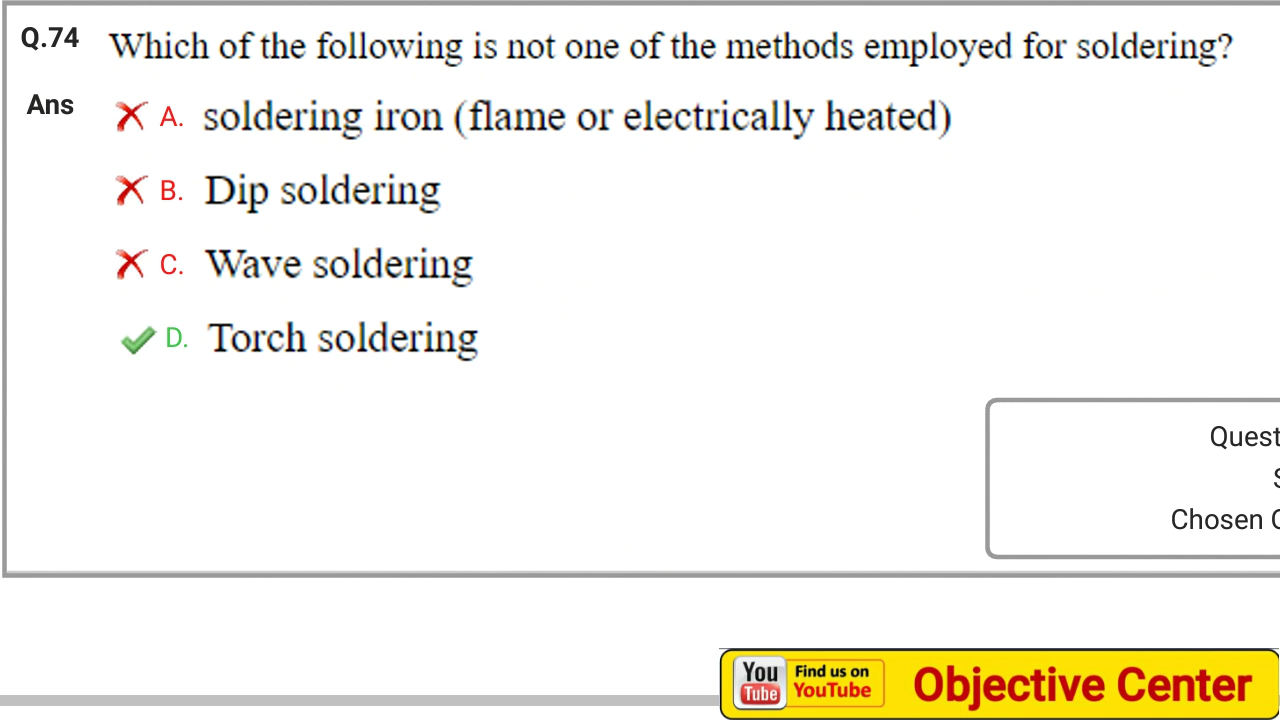 Q.74 Which of the following is not one of the methods employed for soldering?
Ans A. soldering iron (flame or electrically heated)
B. Dip soldering
C. Wave soldering
D. Torch soldering
Quest
S
Chosen O
You Tube Find us on YouTube Objective Center